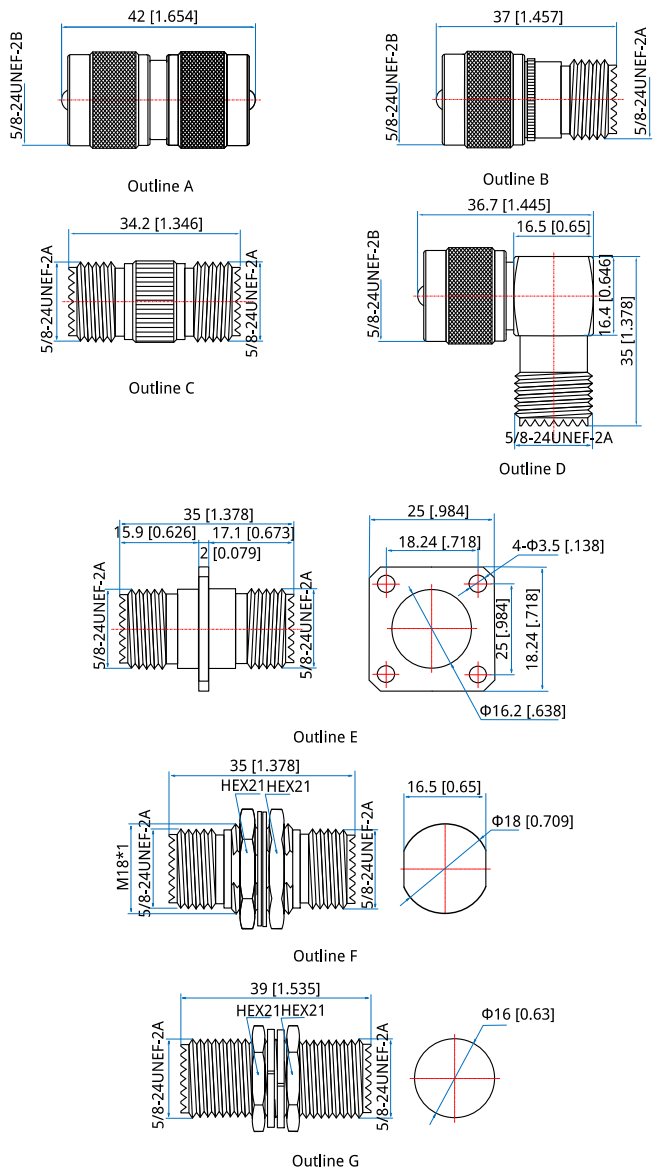 42 [1.654]
5/8-24UNEF-2B
Outline A
37 [1.457]
5/8-24UNEF-2B
5/8-24UNEF-2A
Outline B
34.2 [1.346]
5/8-24UNEF-2A
5/8-24UNEF-2A
Outline C
36.7 [1.445]
16.5 [0.65]
5/8-24UNEF-2B
16.4 [0.646]
35 [1.378]
5/8-24UNEF-2A
Outline D
35 [1.378]
15.9 [0.626]
17.1 [0.673]
2 [0.079]
5/8-24UNEF-2A
5/8-24UNEF-2A
25 [.984]
18.24 [.718]
4-Φ3.5 [.138]
25 [.984]
18.24 [.718]
Φ16.2 [.638]
Outline E
35 [1.378]
HEX21
HEX21
M18*1
5/8-24UNEF-2A
5/8-24UNEF-2A
16.5 [0.65]
Φ18 [0.709]
Outline F
39 [1.535]
HEX21
HEX21
5/8-24UNEF-2A
5/8-24UNEF-2A
Φ16 [0.63]
Outline G